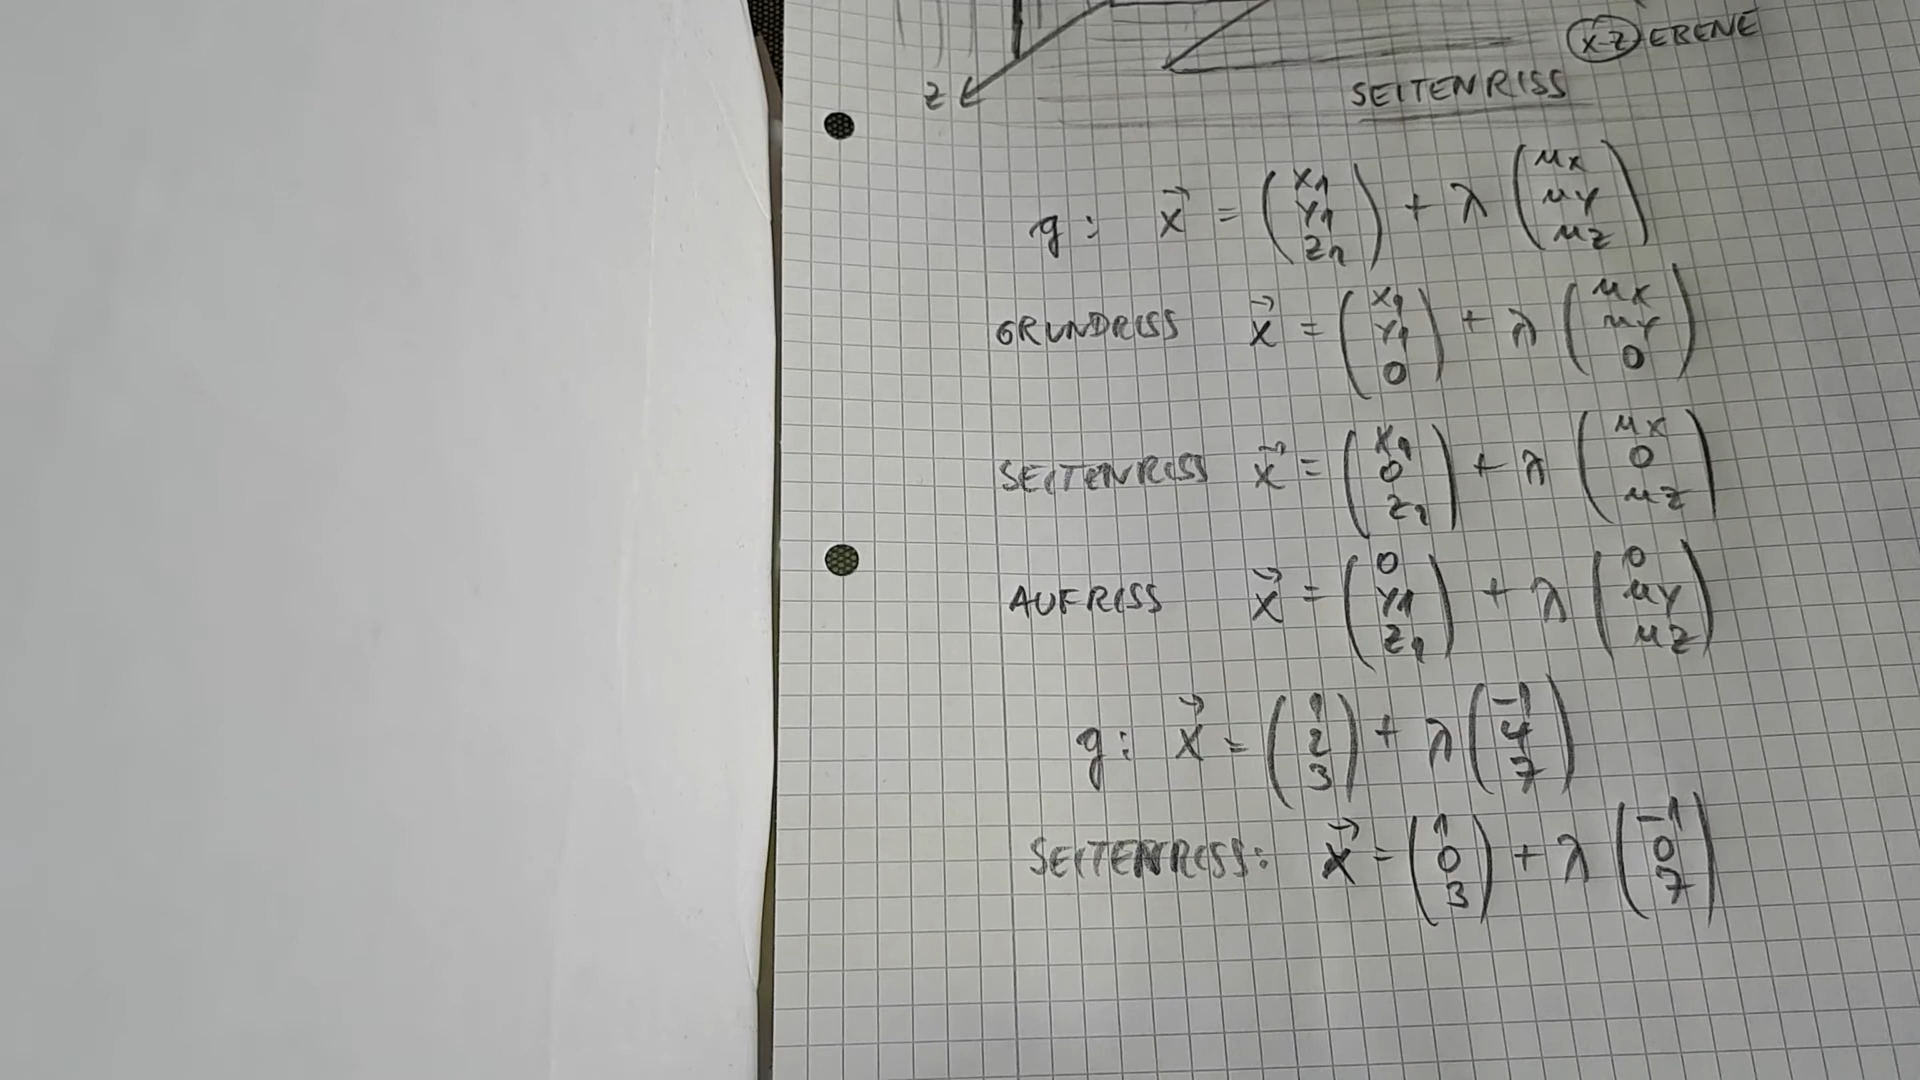 X-Z EBENE
Z
SEITENRISS
g: x⃗ = (x₁ y₁ z₁) + λ (ux uy uz)
GRUNDRISS x⃗ = (x₁ y₁ 0) + λ (ux uy 0)
SEITENRISS x⃗ = (x₁ 0 z₁) + λ (ux 0 uz)
AUFRISS x⃗ = (0 y₁ z₁) + λ (0 uy uz)
g: x⃗ = (1 2 3) + λ (-1 4 7)
SEITENRISS: x⃗ = (1 0 3) + λ (-1 0 7)